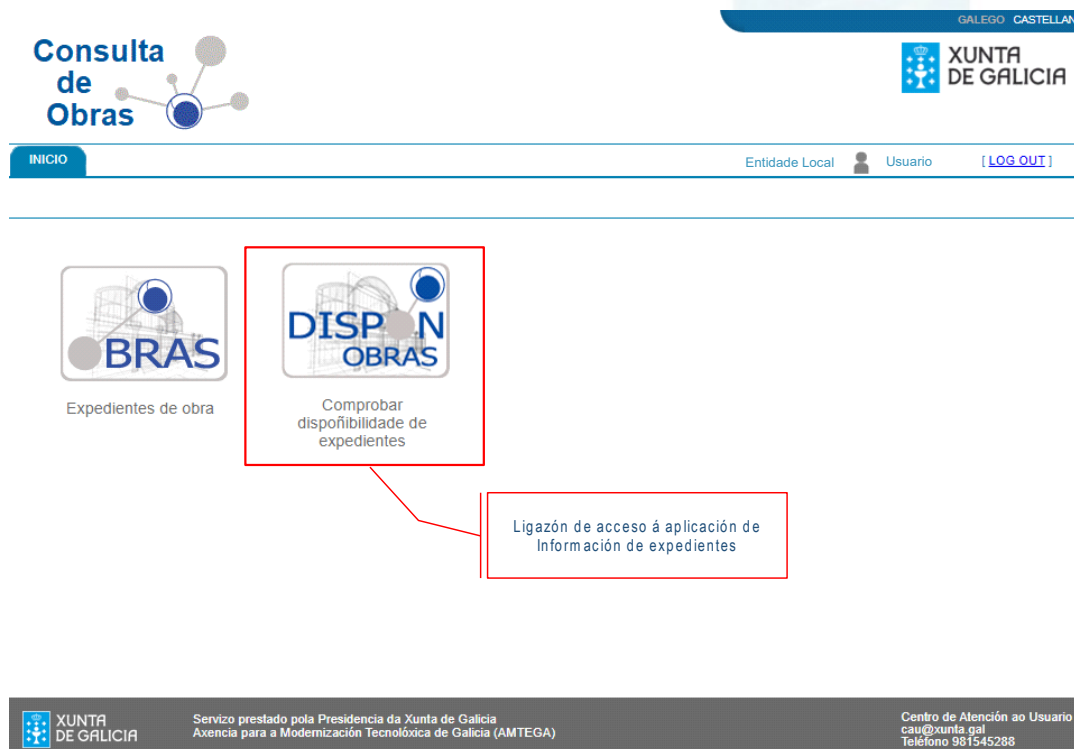 GALEGO CASTELLAN
Consulta
de
Obras
XUNTA
DE GALICIA
INICIO
Entidade Local
Usuario
[ LOG OUT ]
BRAS
Expedientes de obra
DISP N
OBRAS
Comprobar
dispoñibilidade de
expedientes
Ligazón de acceso á aplicación de
Información de expedientes
XUNTA
DE GALICIA
Servizo prestado pola Presidencia da Xunta de Galicia
Axencia para a Modernización Tecnolóxica de Galicia (AMTEGA)
Centro de Atención ao Usuario
cau@xunta.gal
Teléfono 981545288